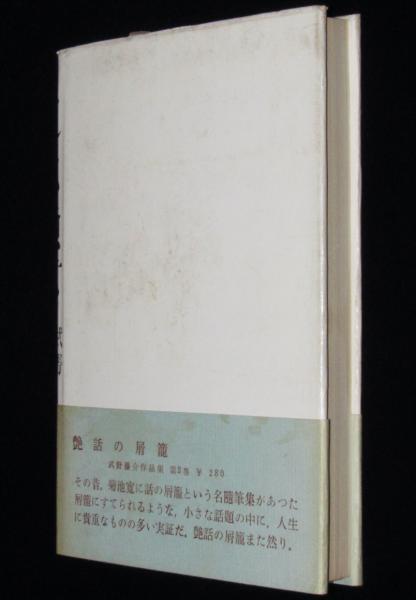 艶話の屑籠
武野藤介作品集 第2巻 ¥ 280
その昔，菊池寛に話の屑籠という名随筆集があつた
屑籠にすてられるような，小さな話題の中に，人生
に貴重なものの多い実証だ。艶話の屑籠また然り。